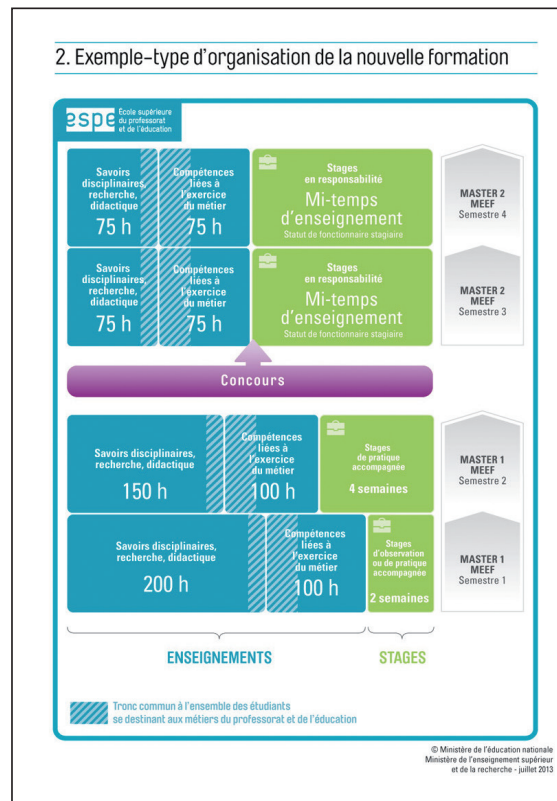 2. Exemple-type d'organisation de la nouvelle formation
espe
École supérieure
du professorat
et de l'éducation
Savoirs
disciplinaires,
recherche,
didactique
75 h
Compétences
liées à
l'exercice
du métier
75 h
Stages
en responsabilité
Mi-temps
d'enseignement
Statut de fonctionnaire stagiaire
MASTER 2
MEEF
Semestre 4
Savoirs
disciplinaires,
recherche,
didactique
75 h
Compétences
liées à
l'exercice
du métier
75 h
Stages
en responsabilité
Mi-temps
d'enseignement
Statut de fonctionnaire stagiaire
MASTER 2
MEEF
Semestre 3
Concours
Savoirs disciplinaires,
recherche, didactique
150 h
Compétences
liées à
l'exercice
du métier
100 h
Stages
de pratique
accompagnée
4 semaines
MASTER 1
MEEF
Semestre 2
Savoirs disciplinaires,
recherche, didactique
200 h
Compétences
liées à
l'exercice
du métier
100 h
Stages
d'observation
ou de pratique
accompagnée
2 semaines
MASTER 1
MEEF
Semestre 1
ENSEIGNEMENTS
STAGES
Tronc commun à l'ensemble des étudiants
se destinant aux métiers du professorat et de l'éducation
© Ministère de l'éducation nationale
Ministère de l'enseignement supérieur
et de la recherche - juillet 2013